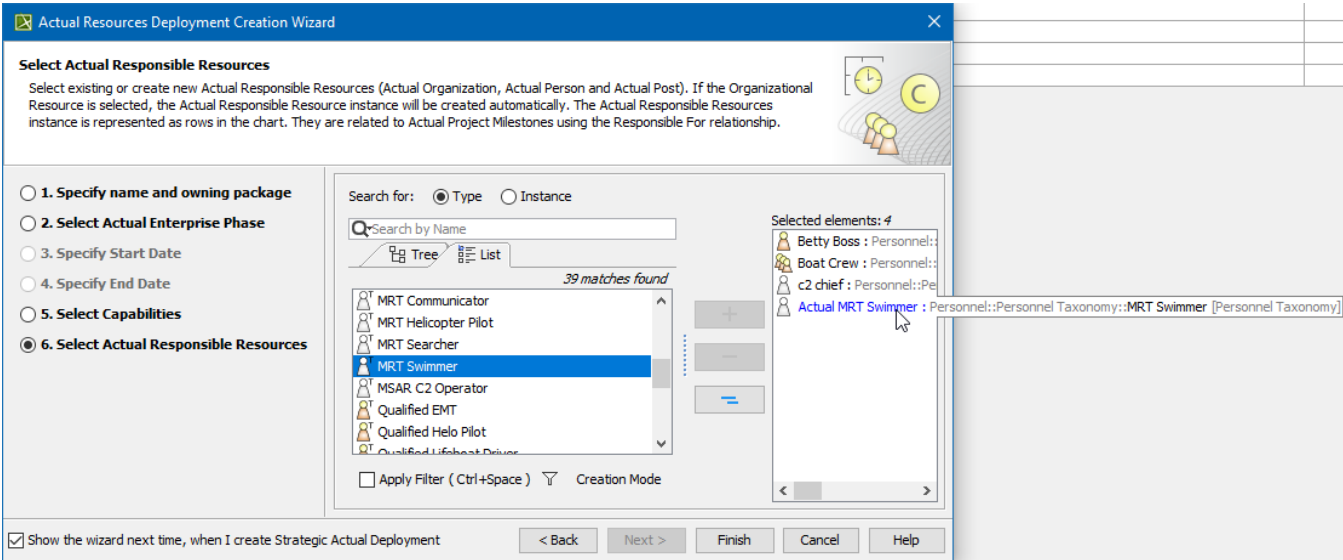 Actual Resources Deployment Creation Wizard
Select Actual Responsible Resources
Select existing or create new Actual Responsible Resources (Actual Organization, Actual Person and Actual Post). If the Organizational
Resource is selected, the Actual Responsible Resource instance will be created automatically. The Actual Responsible Resources
instance is represented as rows in the chart. They are related to Actual Project Milestones using the Responsible For relationship.
C
1. Specify name and owning package
2. Select Actual Enterprise Phase
3. Specify Start Date
4. Specify End Date
5. Select Capabilities
6. Select Actual Responsible Resources
Search for: Type Instance
Search by Name
Tree List
39 matches found
T MRT Communicator
T MRT Helicopter Pilot
T MRT Searcher
T MRT Swimmer
T MSAR C2 Operator
T Qualified EMT
T Qualified Helo Pilot
T Qualified Lifeboat Driver
Apply Filter ( Ctrl+Space ) Creation Mode
Selected elements: 4
Betty Boss : Personnel::
Boat Crew : Personnel::
c2 chief : Personnel::Pe
Actual MRT Swimmer : Personnel::Personnel Taxonomy::MRT Swimmer [Personnel Taxonomy]
Show the wizard next time, when I create Strategic Actual Deployment
< Back Next > Finish Cancel Help